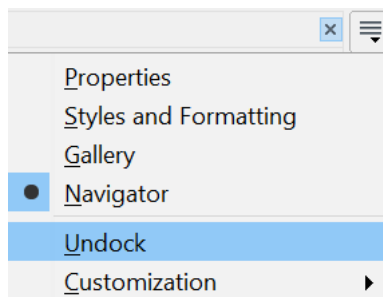 Properties
Styles and Formatting
Gallery
Navigator
Undock
Customization